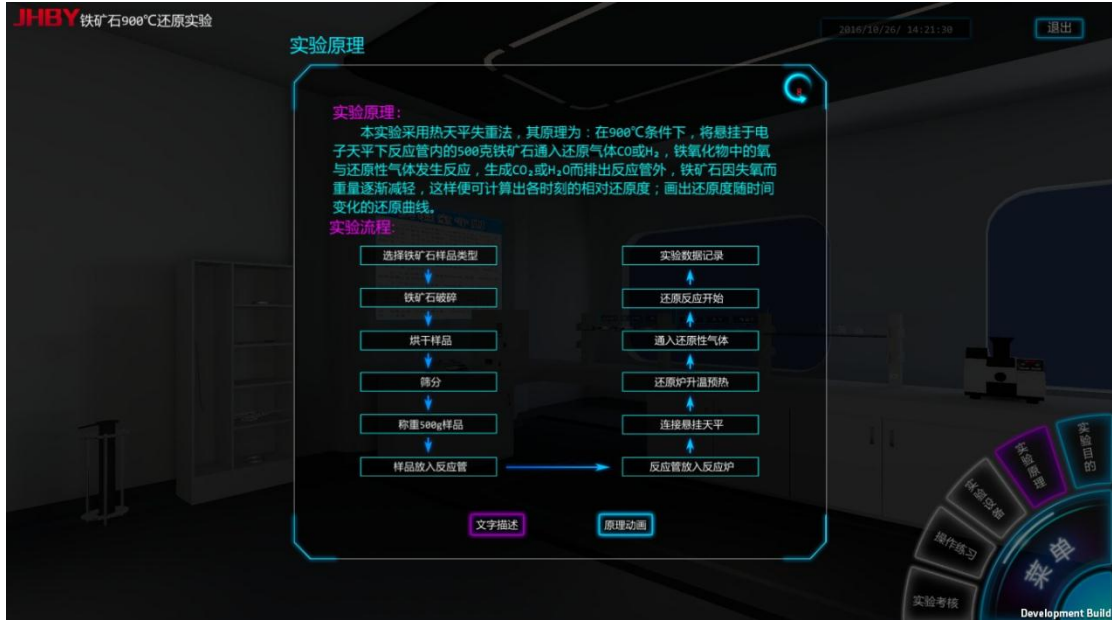 JHBY 铁矿石900℃还原实验
2016/10/26/ 14:21:30
退出
实验原理
实验原理:
本实验采用热天平失重法，其原理为：在900℃条件下，将悬挂于电
子天平下反应管内的500克铁矿石通入还原气体CO或H₂，铁氧化物中的氧
与还原性气体发生反应，生成CO₂或H₂O而排出反应管外，铁矿石因失氧而
重量逐渐减轻，这样便可计算出各时刻的相对还原度；画出还原度随时间
变化的还原曲线。
实验流程:
选择铁矿石样品类型
铁矿石破碎
烘干样品
筛分
称重500g样品
样品放入反应管
反应管放入反应炉
连接悬挂天平
还原炉升温预热
通入还原性气体
还原反应开始
实验数据记录
文字描述
原理动画
实验目的
实验原理
实验设备
操作练习
实验考核
菜单
Development Build